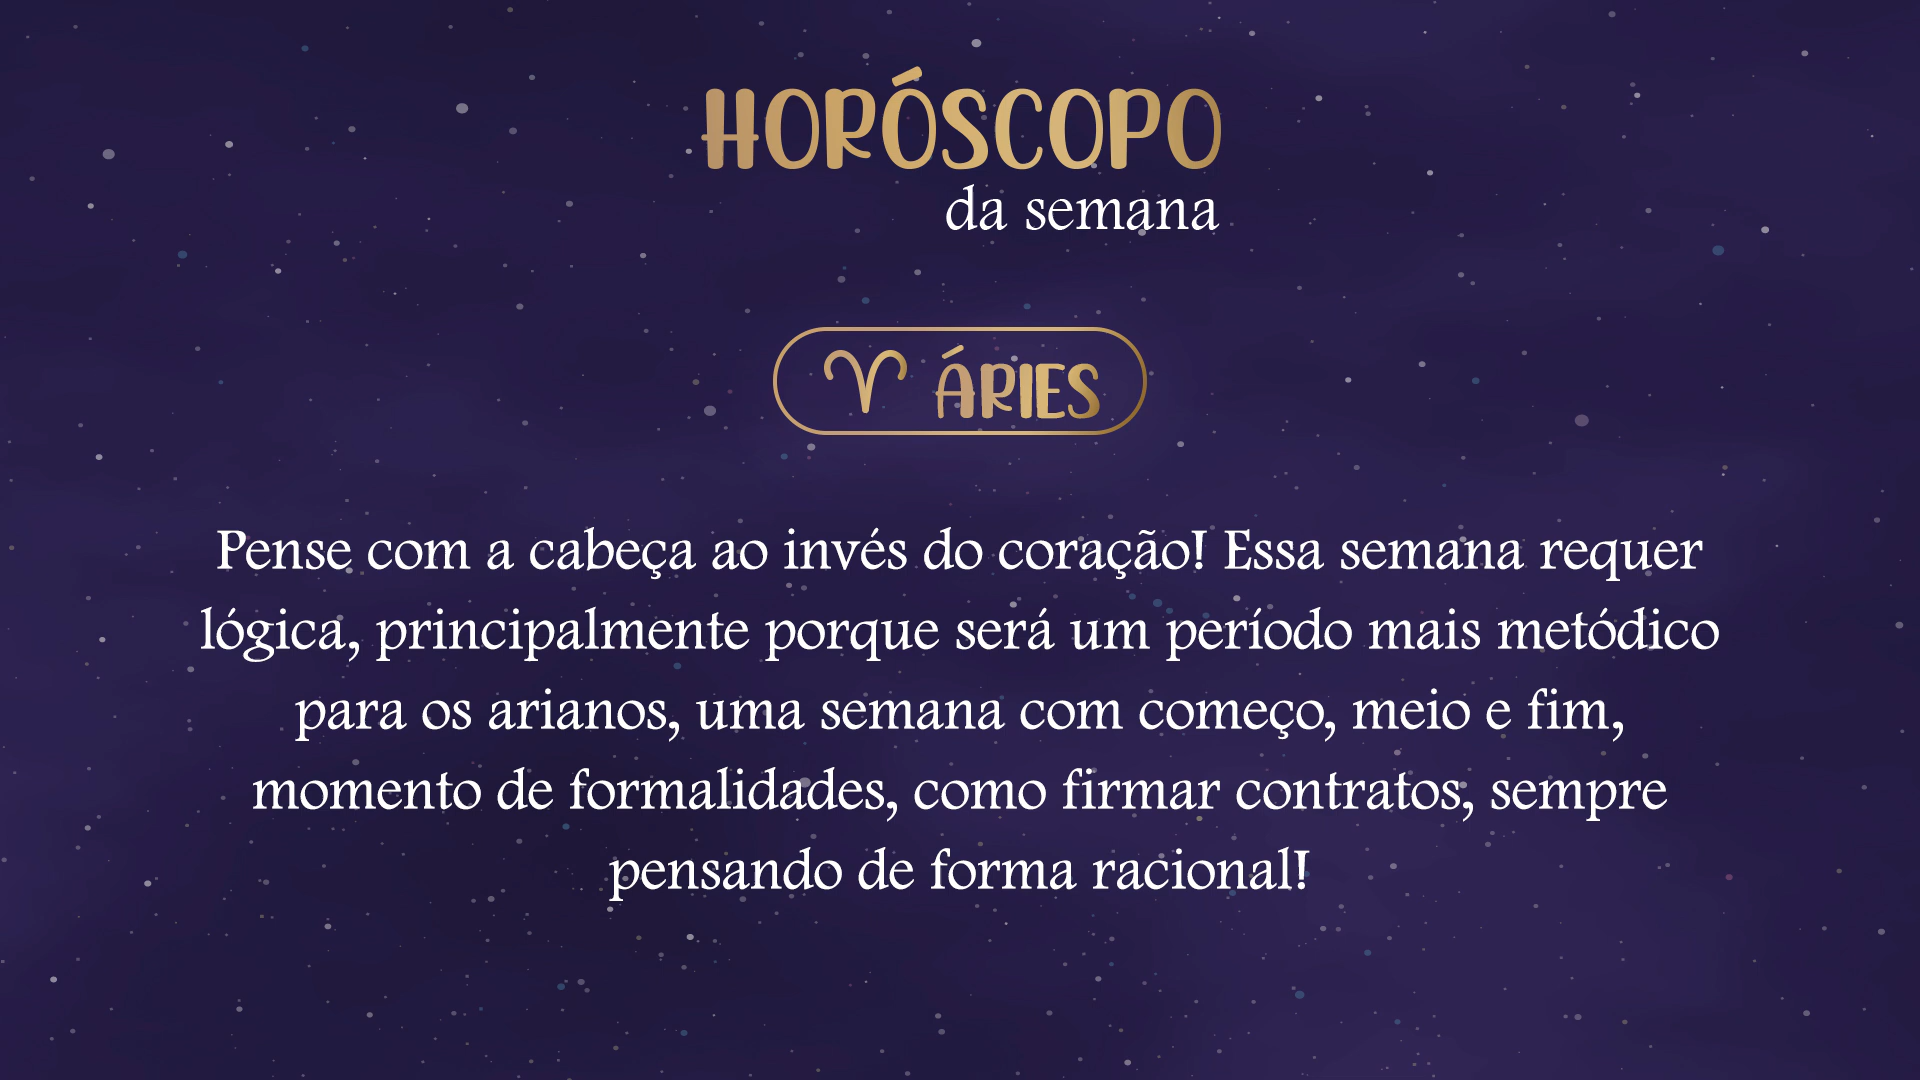 HORÓSCOPO
da semana
♈ ÁRIES
Pense com a cabeça ao invés do coração! Essa semana requer
lógica, principalmente porque será um período mais metódico
para os arianos, uma semana com começo, meio e fim,
momento de formalidades, como firmar contratos, sempre
pensando de forma racional!